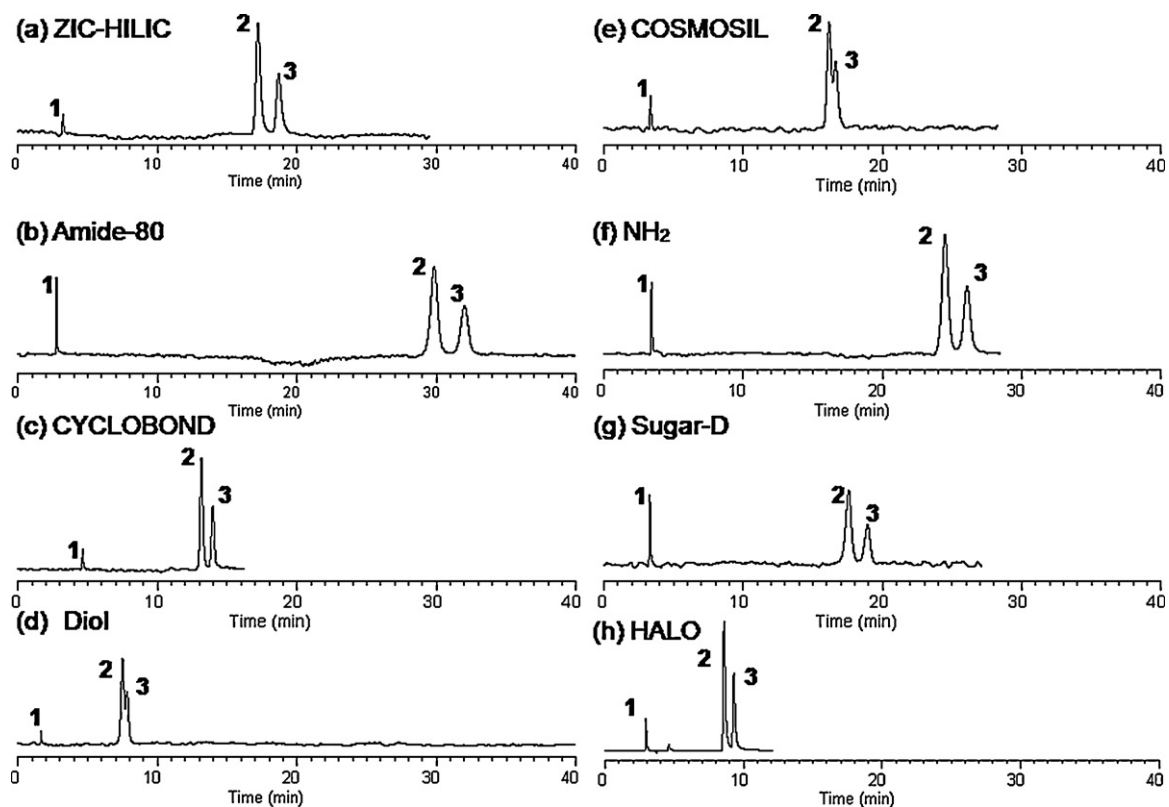 (a) ZIC-HILIC
1 2 3
0 10 20 30 40
Time (min)
(b) Amide-80
1 2 3
0 10 20 30 40
Time (min)
(c) CYCLOBOND
1 2 3
0 10 20 30 40
Time (min)
(d) Diol
1 2 3
0 10 20 30 40
Time (min)
(e) COSMOSIL
1 2 3
0 10 20 30 40
Time (min)
(f) NH₂
1 2 3
0 10 20 30 40
Time (min)
(g) Sugar-D
1 2 3
0 10 20 30 40
Time (min)
(h) HALO
1 2 3
0 10 20 30 40
Time (min)